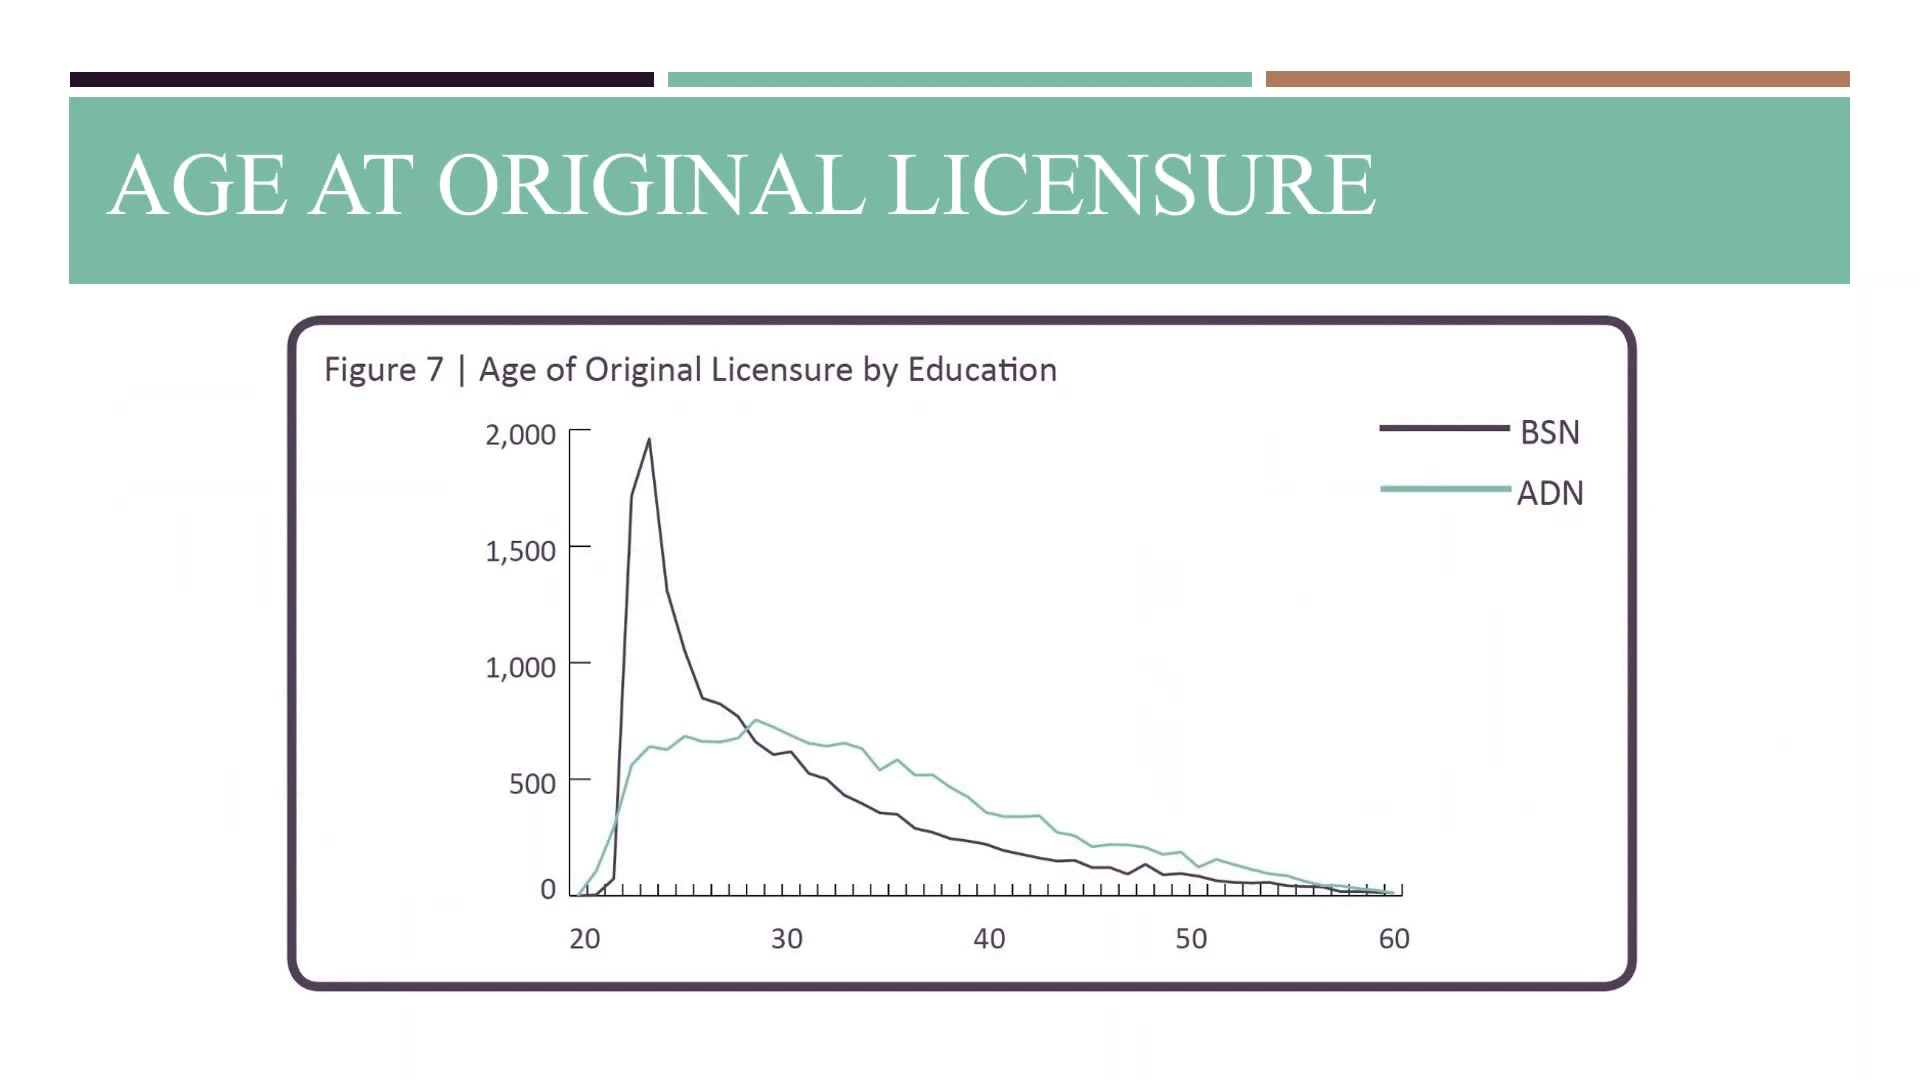 AGE AT ORIGINAL LICENSURE
Figure 7 | Age of Original Licensure by Education
2,000
1,500
1,000
500
0
20 30 40 50 60
BSN
ADN